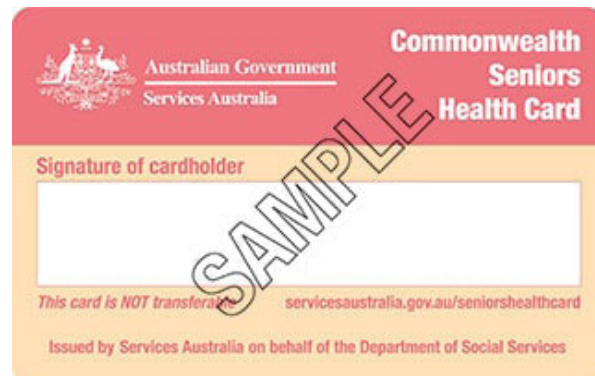 Australian Government
Services Australia
Commonwealth
Seniors
Health Card
Signature of cardholder
SAMPLE
This card is NOT transferable
servicesaustralia.gov.au/seniorshealthcard
Issued by Services Australia on behalf of the Department of Social Services